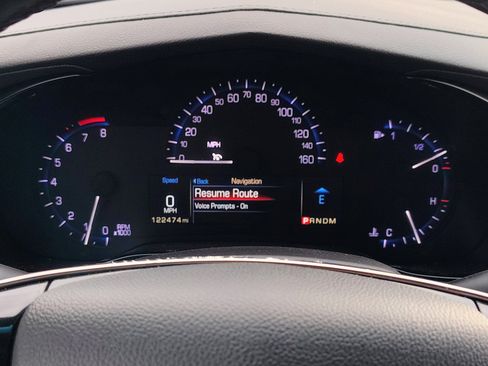 60 70 80 90 100
50 110
40 120
30 130
20 140
10 150
0 MPH 160
7 8
6
5
4
3
2
1
0 RPM
x1000
1/2
0
H
C
Speed
0
MPH
122474 mi
Back Navigation
Resume Route
Voice Prompts - On
E
PRNDM